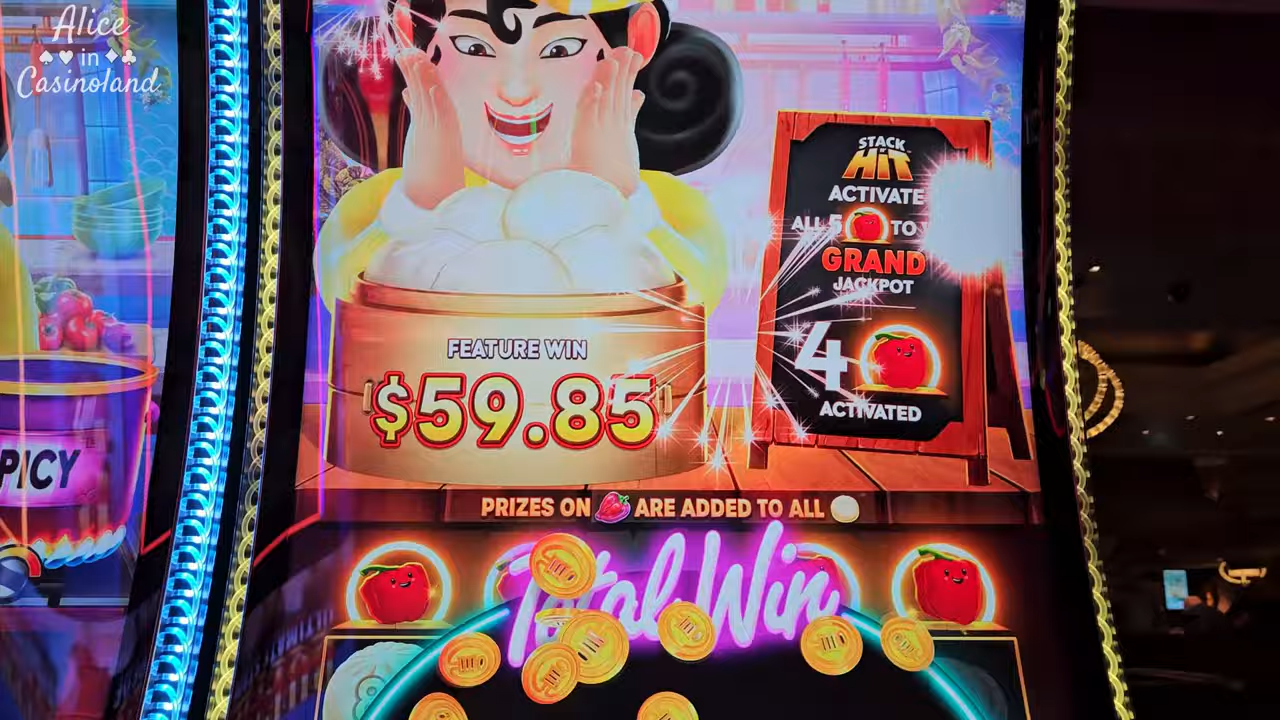 Alice
in
Casinoland
STACK
HIT
ACTIVATE
ALL 5 TO
GRAND
JACKPOT
4
ACTIVATED
FEATURE WIN
$59.85
PICY
PRIZES ON ARE ADDED TO ALL
Total Win